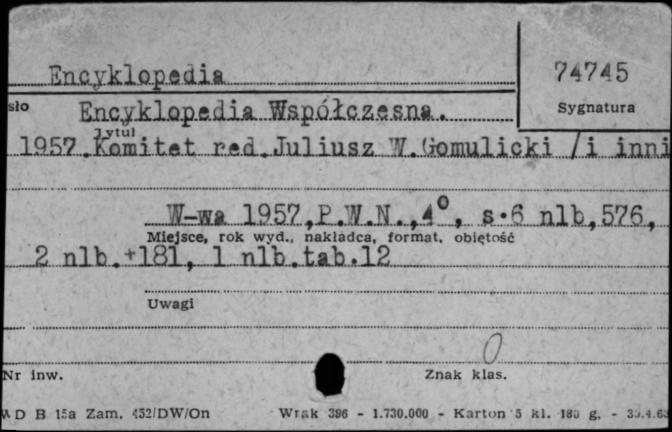 Encyklopedia
74745
sło
Sygnatura
Encyklopedia Współczesna.
Tytuł
1957.Komitet red.Juliusz W.Gomulicki /i inni
W-wa 1957,P.W.N.,4°, s.6 nlb,576,
Miejsce, rok wyd., nakładca, format, objętość
2 nlb.+181, 1 nlb.tab.12
Uwagi
0
Nr inw.
Znak klas.
D B 15a Zam. 452/DW/On Wrak 396 - 1.730.000 - Karton 5 kl. 180 g. -